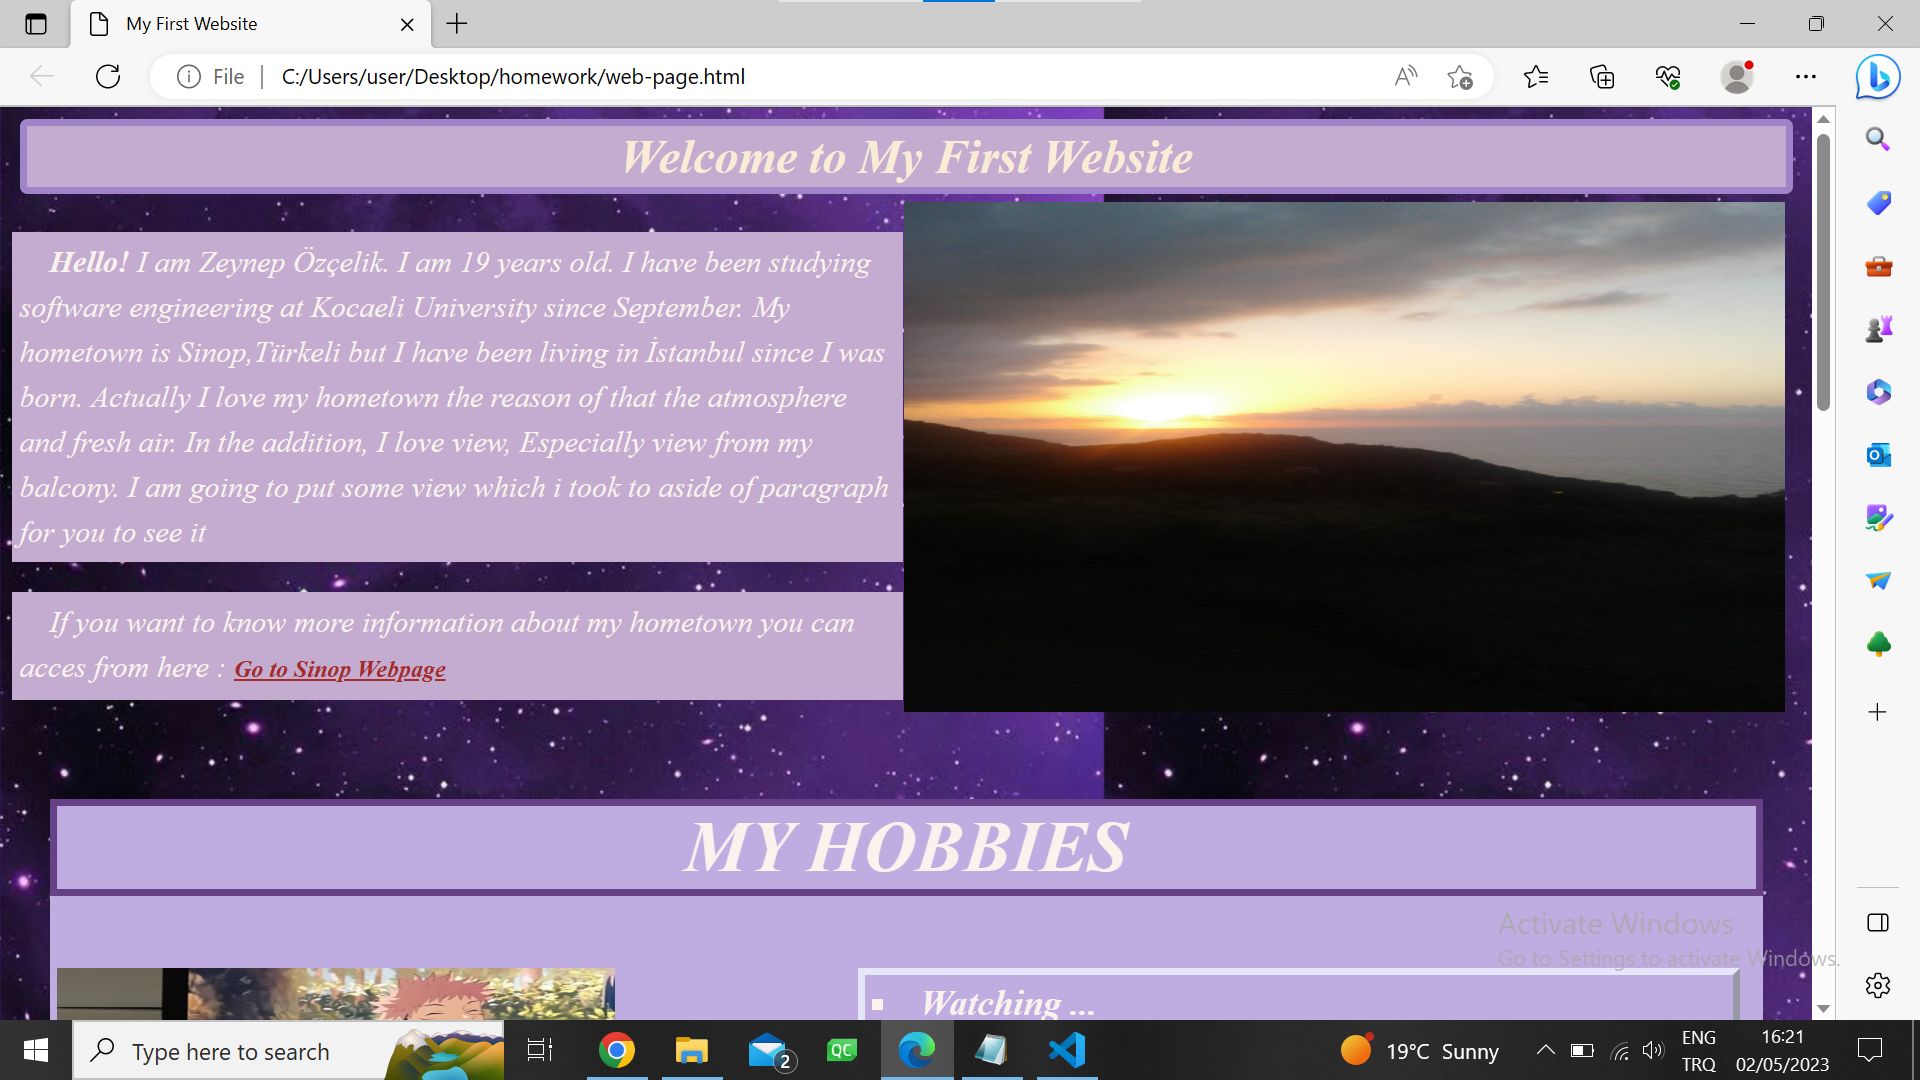 My First Website
File
C:/Users/user/Desktop/homework/web-page.html
Welcome to My First Website
Hello! I am Zeynep Özçelik. I am 19 years old. I have been studying
software engineering at Kocaeli University since September. My
hometown is Sinop,Türkeli but I have been living in İstanbul since I was
born. Actually I love my hometown the reason of that the atmosphere
and fresh air. In the addition, I love view, Especially view from my
balcony. I am going to put some view which i took to aside of paragraph
for you to see it
If you want to know more information about my hometown you can
acces from here : Go to Sinop Webpage
MY HOBBIES
Activate Windows
Go to Settings to activate Windows.
Watching ...
Type here to search
2
QC
19°C Sunny
ENG
TRQ
16:21
02/05/2023